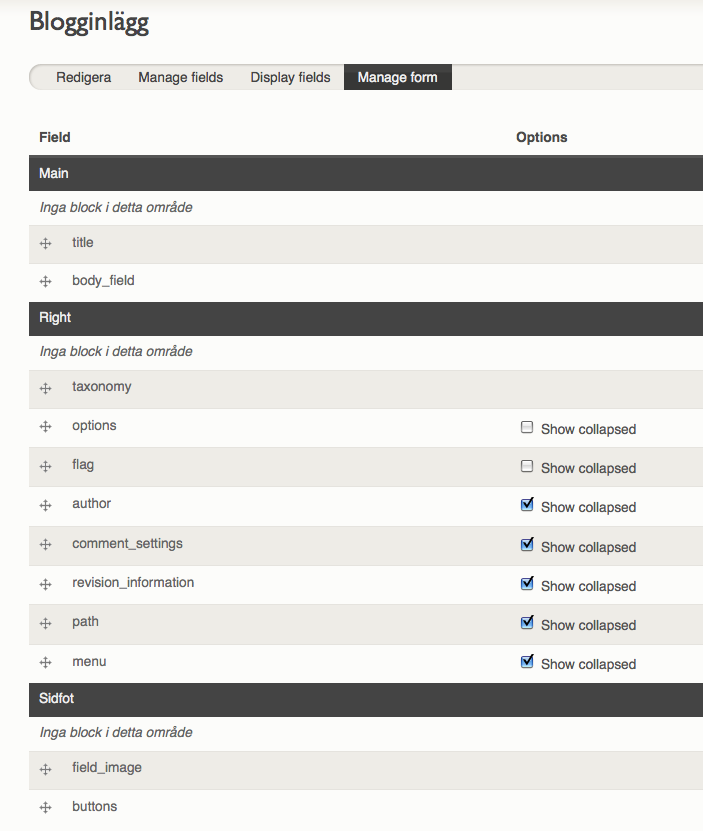 Blogginlägg
Redigera Manage fields Display fields Manage form
Field Options
Main
Inga block i detta område
title
body_field
Right
Inga block i detta område
taxonomy
options Show collapsed
flag Show collapsed
author Show collapsed
comment_settings Show collapsed
revision_information Show collapsed
path Show collapsed
menu Show collapsed
Sidfot
Inga block i detta område
field_image
buttons